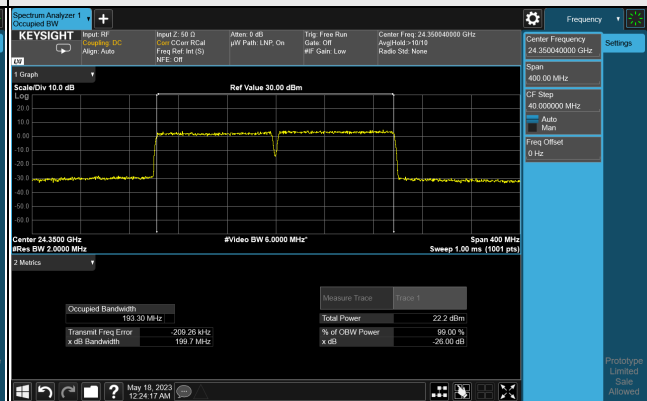 Spectrum Analyzer 1
Occupied BW
Frequency
KEYSIGHT
Input: RF
Coupling: DC
Align: Auto
Input Z: 50 Ω
Corr CCorr RCal
Freq Ref: Int (S)
NFE: Off
Atten: 0 dB
µW Path: LNP, On
Trig: Free Run
Gate: Off
#IF Gain: Low
Center Freq: 24.350040000 GHz
Avg|Hold:>10/10
Radio Std: None
LXI
1 Graph
Scale/Div 10.0 dB
Ref Value 30.00 dBm
Log
20.0
10.0
0.00
-10.0
-20.0
-30.0
-40.0
-50.0
-60.0
Center 24.3500 GHz
#Video BW 6.0000 MHz*
Span 400 MHz
#Res BW 2.0000 MHz
Sweep 1.00 ms (1001 pts)
2 Metrics
Measure Trace
Trace 1
Occupied Bandwidth
193.30 MHz
Total Power
22.2 dBm
Transmit Freq Error
-209.26 kHz
% of OBW Power
99.00 %
x dB Bandwidth
199.7 MHz
x dB
-26.00 dB
May 18, 2023
12:24:17 AM
Center Frequency
24.350040000 GHz
Settings
Span
400.00 MHz
CF Step
40.000000 MHz
Auto
Man
Freq Offset
0 Hz
Prototype
Limited
Sale
Allowed